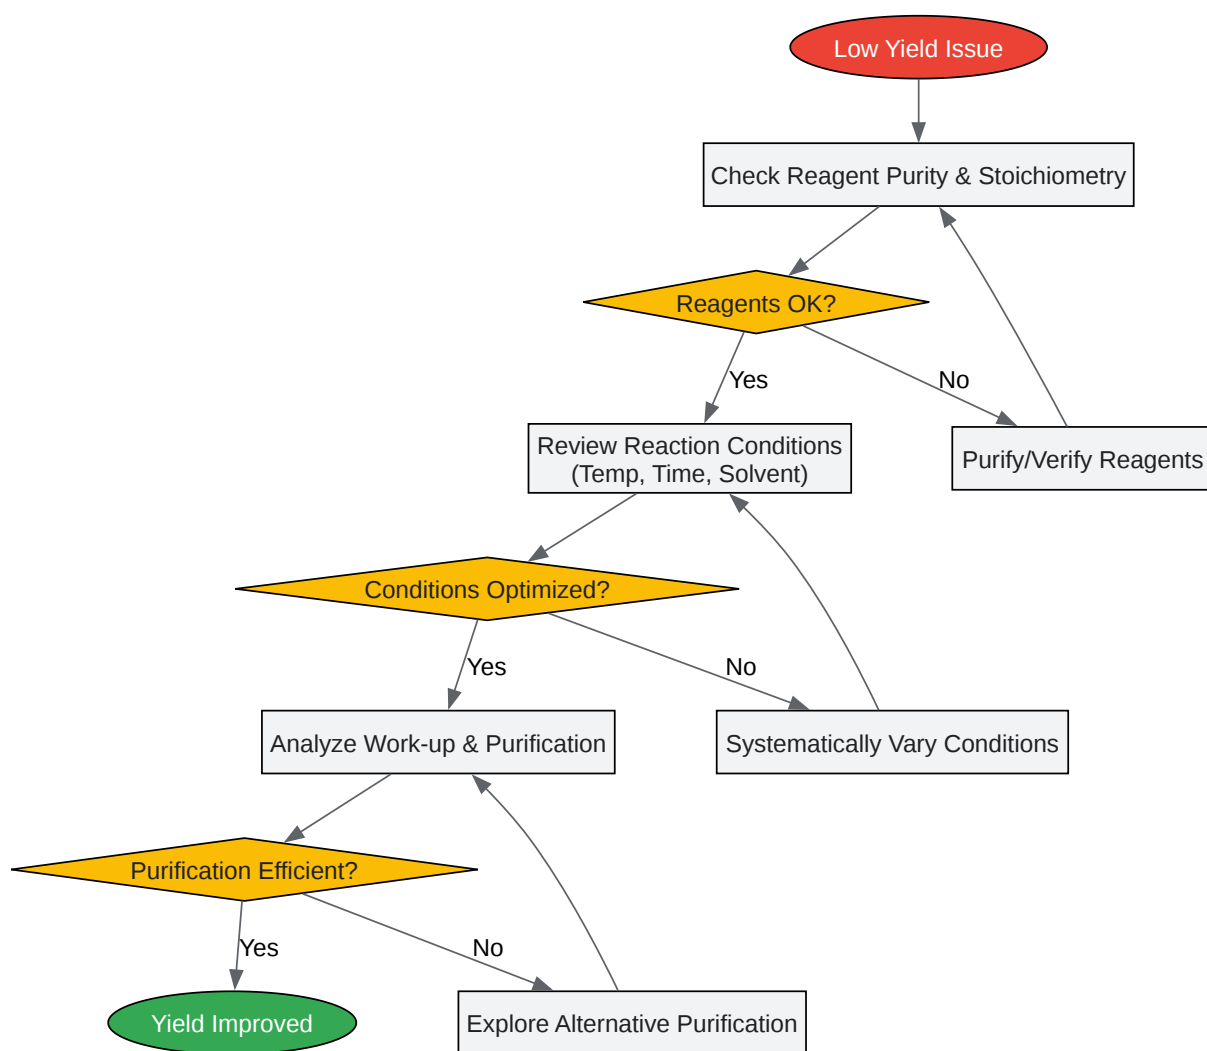 Low Yield Issue
Check Reagent Purity & Stoichiometry
Reagents OK?
Yes
No
Review Reaction Conditions
(Temp, Time, Solvent)
Purify/Verify Reagents
Conditions Optimized?
Yes
No
Analyze Work-up & Purification
Systematically Vary Conditions
Purification Efficient?
Yes
No
Yield Improved
Explore Alternative Purification